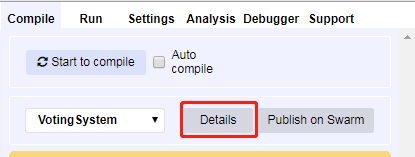 Compile Run Settings Analysis Debugger Support
Start to compile Auto
compile
VotingSystem Details Publish on Swarm